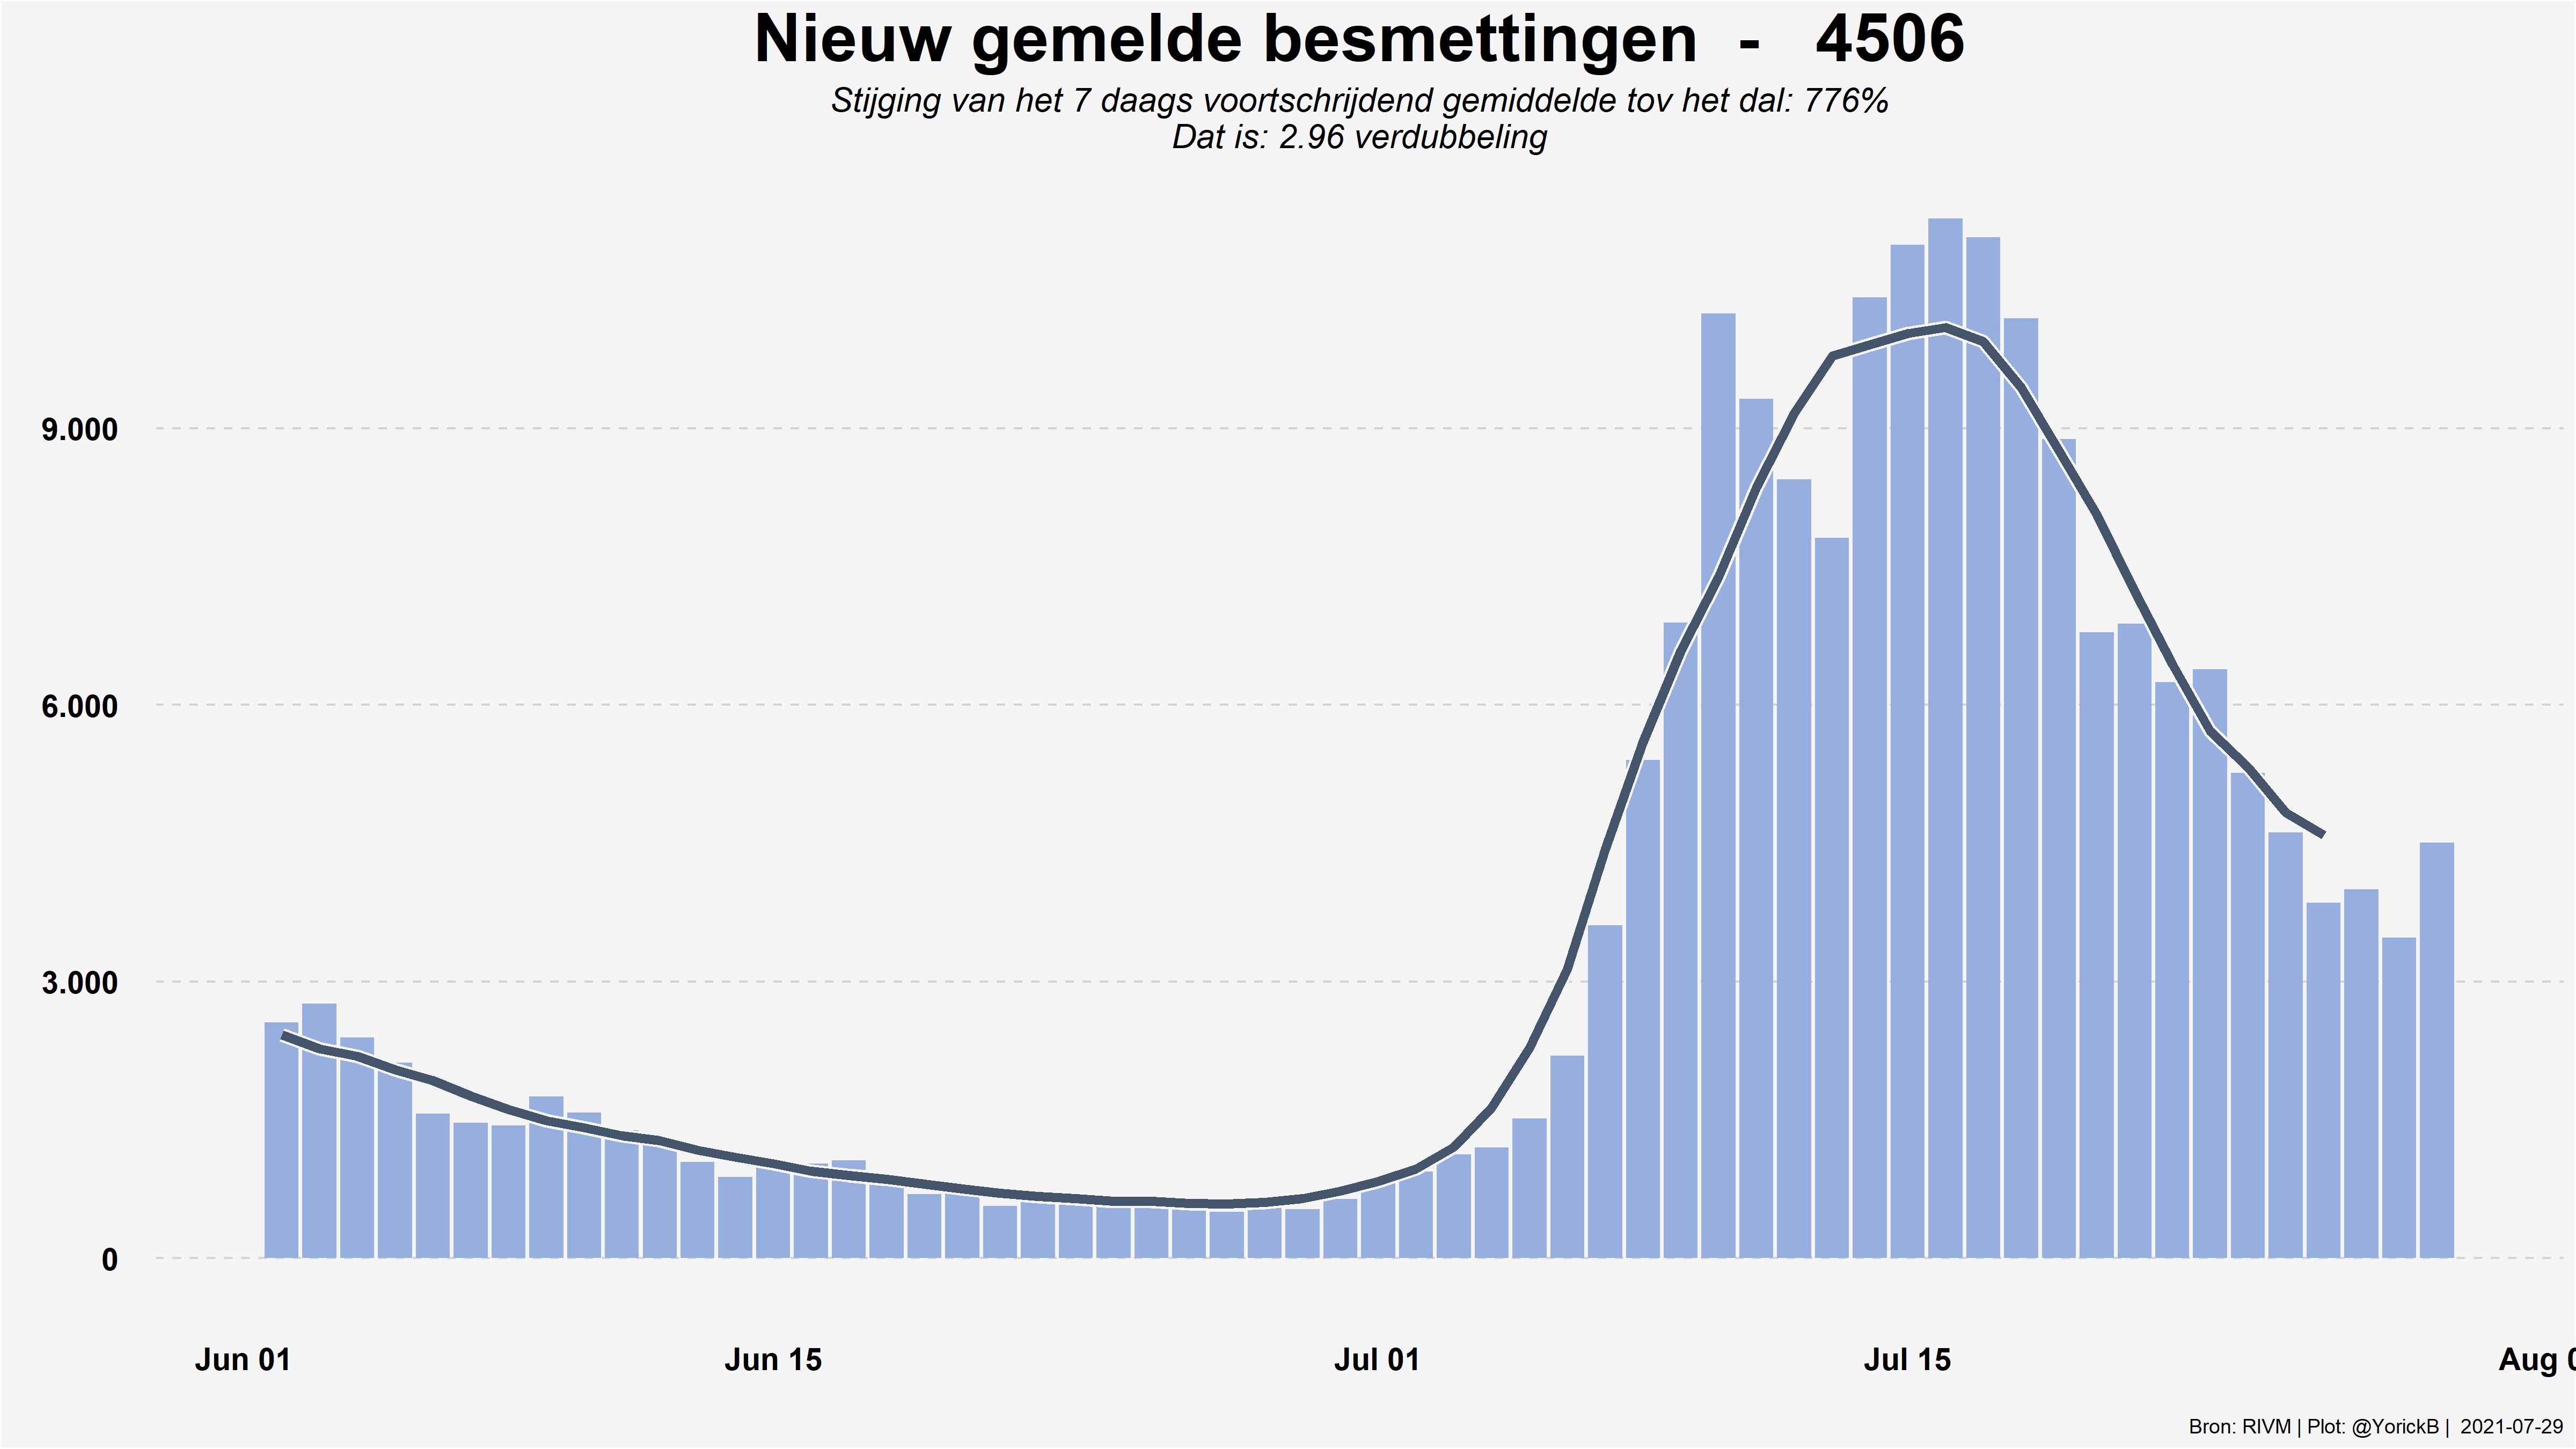 Nieuw gemelde besmettingen - 4506
Stijging van het 7 daags voortschrijdend gemiddelde tov het dal: 776%
Dat is: 2.96 verdubbeling
9.000
6.000
3.000
0
Jun 01 Jun 15 Jul 01 Jul 15 Aug 0
Bron: RIVM | Plot: @YorickB | 2021-07-29